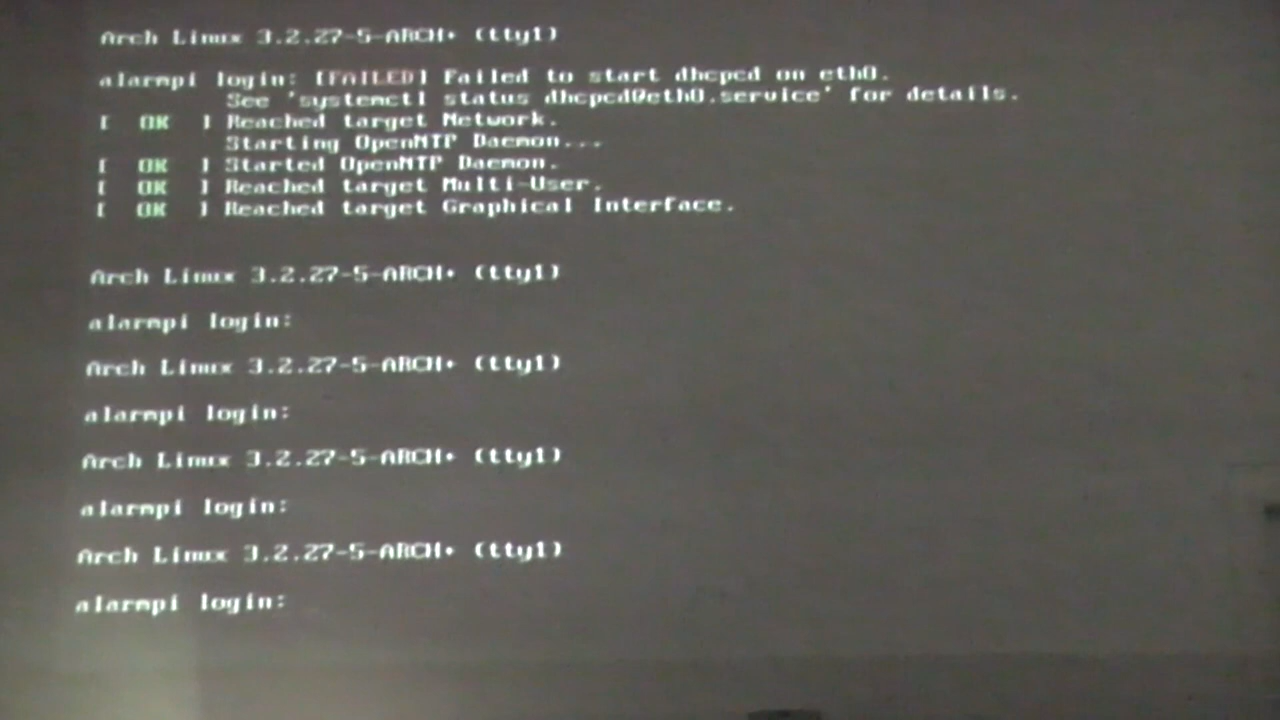 Arch Linux 3.2.27-5-ARCH+ (tty1)
alarmpi login: [FAILED] Failed to start dhcpcd on eth0.
See 'systemctl status dhcpcd@eth0.service' for details.
[ OK ] Reached target Network.
Starting OpenNTP Daemon...
[ OK ] Started OpenNTP Daemon.
[ OK ] Reached target Multi-User.
[ OK ] Reached target Graphical Interface.
Arch Linux 3.2.27-5-ARCH+ (tty1)
alarmpi login:
Arch Linux 3.2.27-5-ARCH+ (tty1)
alarmpi login:
Arch Linux 3.2.27-5-ARCH+ (tty1)
alarmpi login:
Arch Linux 3.2.27-5-ARCH+ (tty1)
alarmpi login: